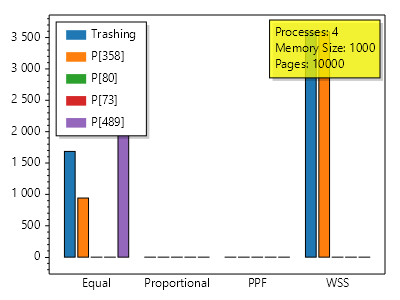 Trashing
P[358]
P[80]
P[73]
P[489]
Processes: 4
Memory Size: 1000
Pages: 10000
3 500
3 000
2 500
2 000
1 500
1 000
500
0
Equal Proportional PPF WSS